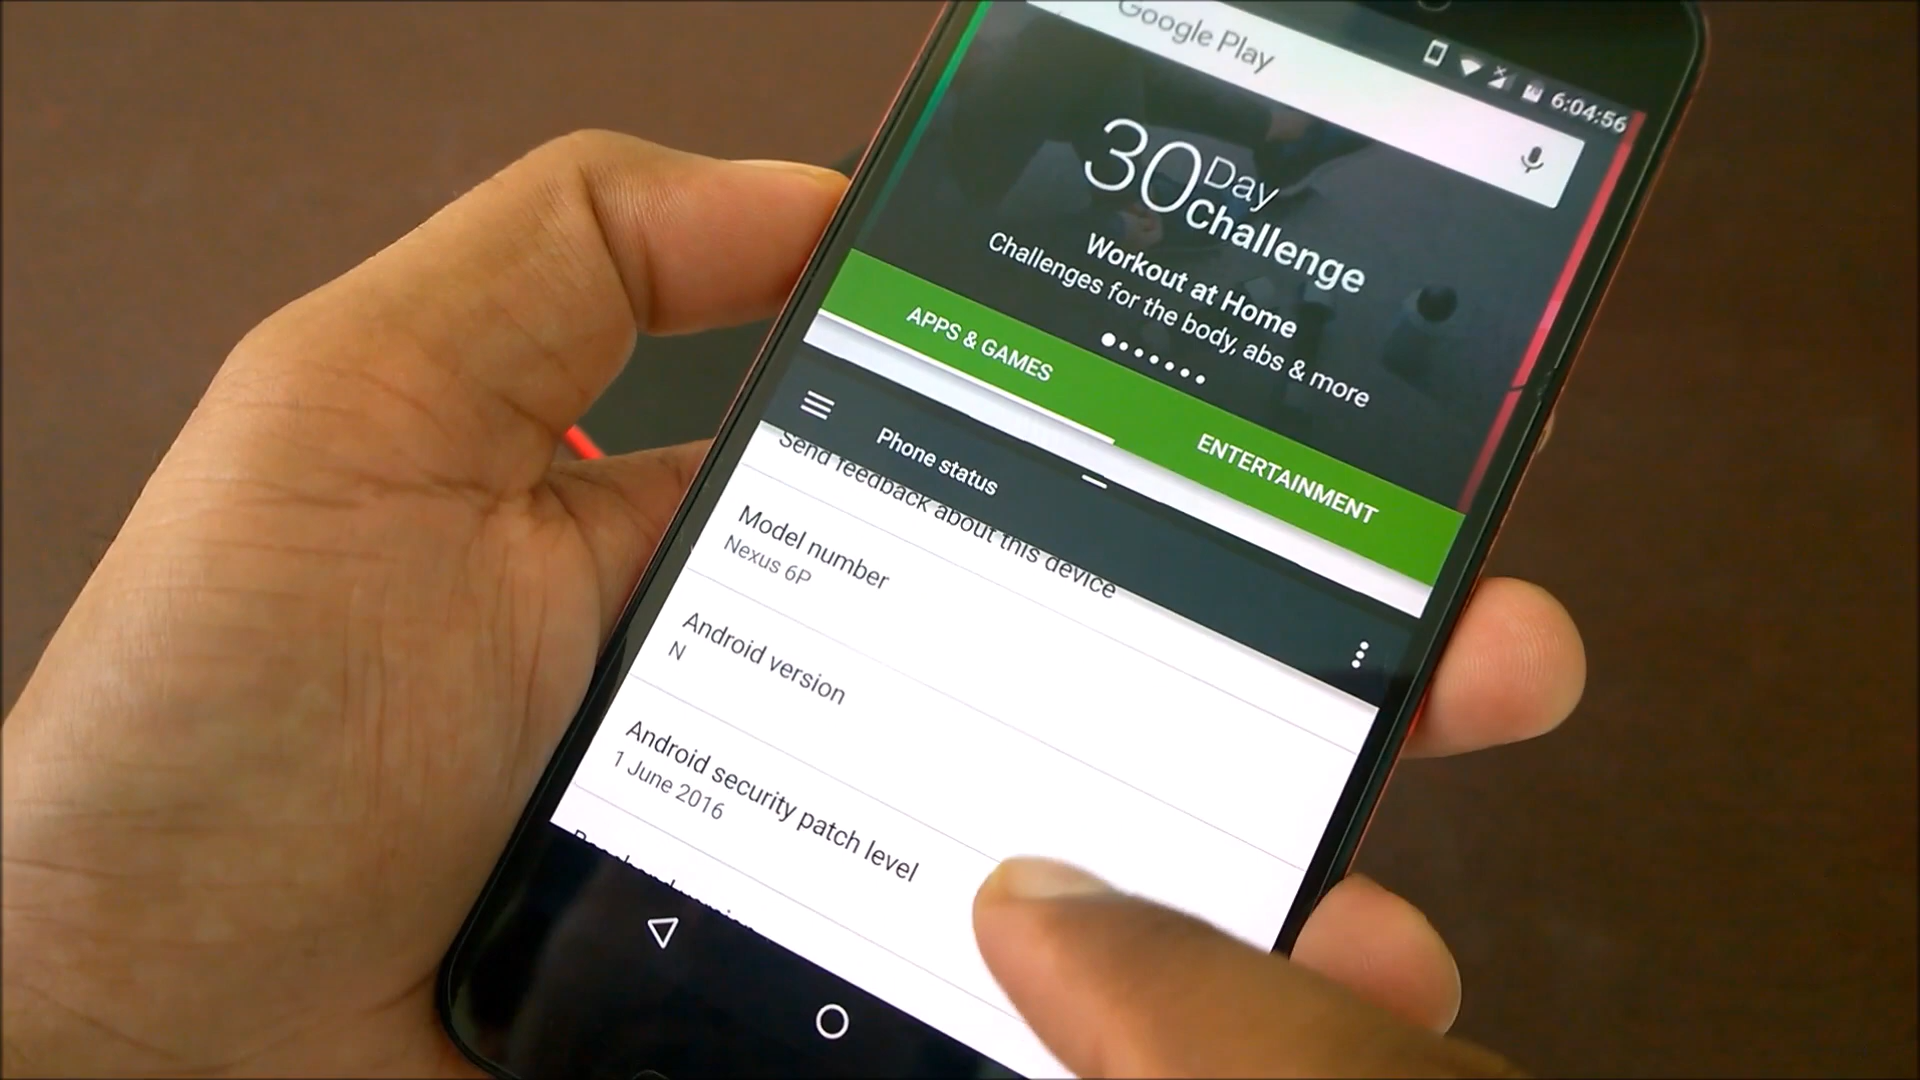 Google Play
6:04:56
30 Day
Challenge
Workout at Home
Challenges for the body, abs & more
APPS & GAMES
ENTERTAINMENT
Phone status
Send feedback about this device
Model number
Nexus 6P
Android version
N
Android security patch level
1 June 2016